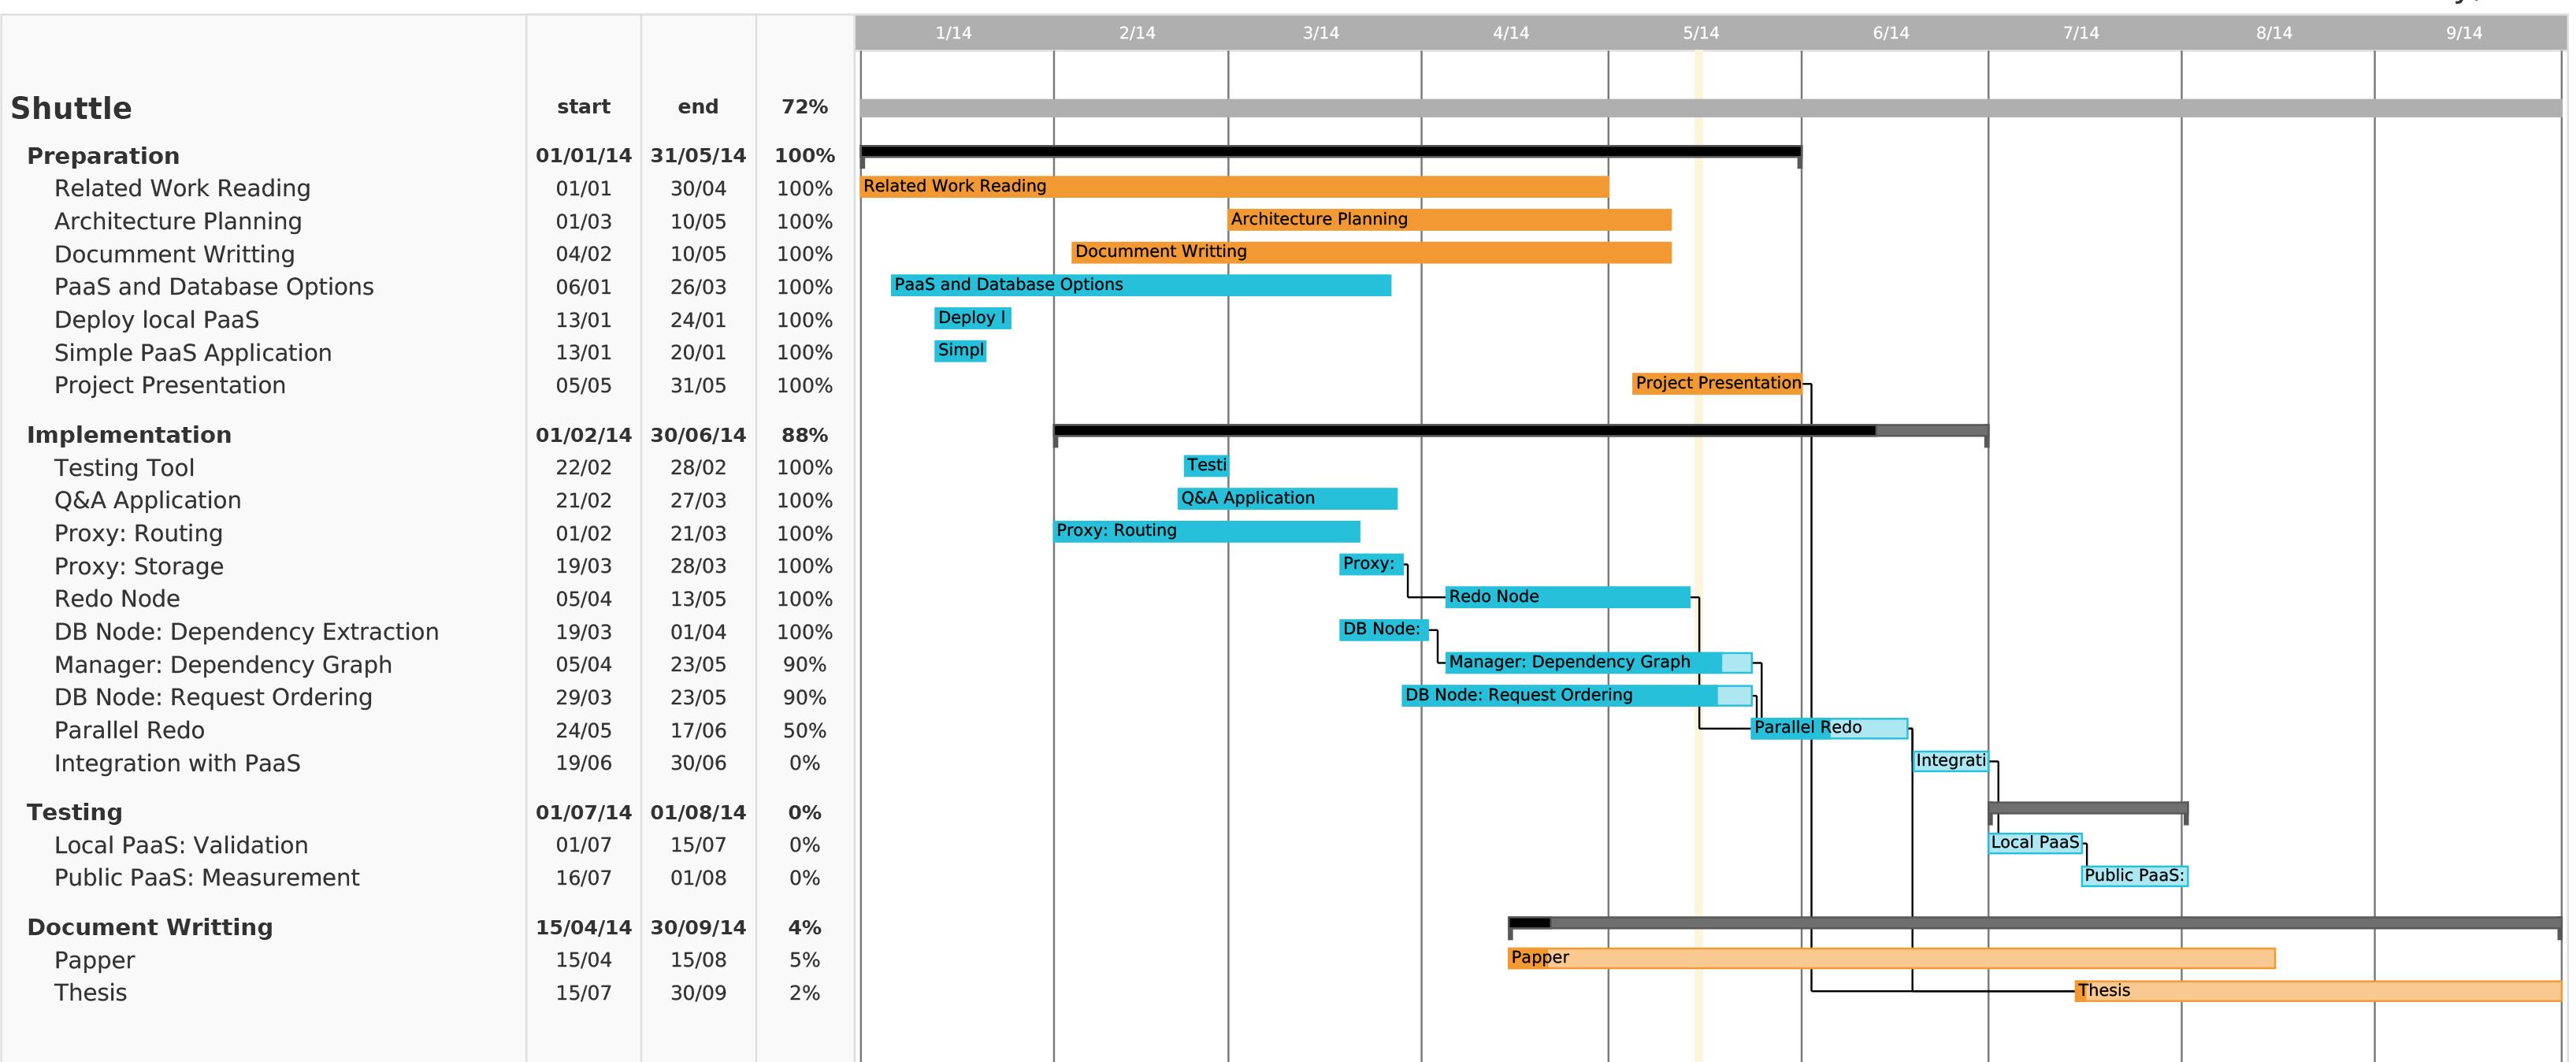 1/14 2/14 3/14 4/14 5/14 6/14 7/14 8/14 9/14
Shuttle start end 72%
Preparation 01/01/14 31/05/14 100%
Related Work Reading 01/01 30/04 100% Related Work Reading
Architecture Planning 01/03 10/05 100% Architecture Planning
Documment Writting 04/02 10/05 100% Documment Writting
PaaS and Database Options 06/01 26/03 100% PaaS and Database Options
Deploy local PaaS 13/01 24/01 100% Deploy l
Simple PaaS Application 13/01 20/01 100% Simpl
Project Presentation 05/05 31/05 100% Project Presentation
Implementation 01/02/14 30/06/14 88%
Testing Tool 22/02 28/02 100% Testi
Q&A Application 21/02 27/03 100% Q&A Application
Proxy: Routing 01/02 21/03 100% Proxy: Routing
Proxy: Storage 19/03 28/03 100% Proxy:
Redo Node 05/04 13/05 100% Redo Node
DB Node: Dependency Extraction 19/03 01/04 100% DB Node:
Manager: Dependency Graph 05/04 23/05 90% Manager: Dependency Graph
DB Node: Request Ordering 29/03 23/05 90% DB Node: Request Ordering
Parallel Redo 24/05 17/06 50% Parallel Redo
Integration with PaaS 19/06 30/06 0% Integrati
Testing 01/07/14 01/08/14 0%
Local PaaS: Validation 01/07 15/07 0% Local PaaS
Public PaaS: Measurement 16/07 01/08 0% Public PaaS:
Document Writting 15/04/14 30/09/14 4%
Papper 15/04 15/08 5% Papper
Thesis 15/07 30/09 2% Thesis